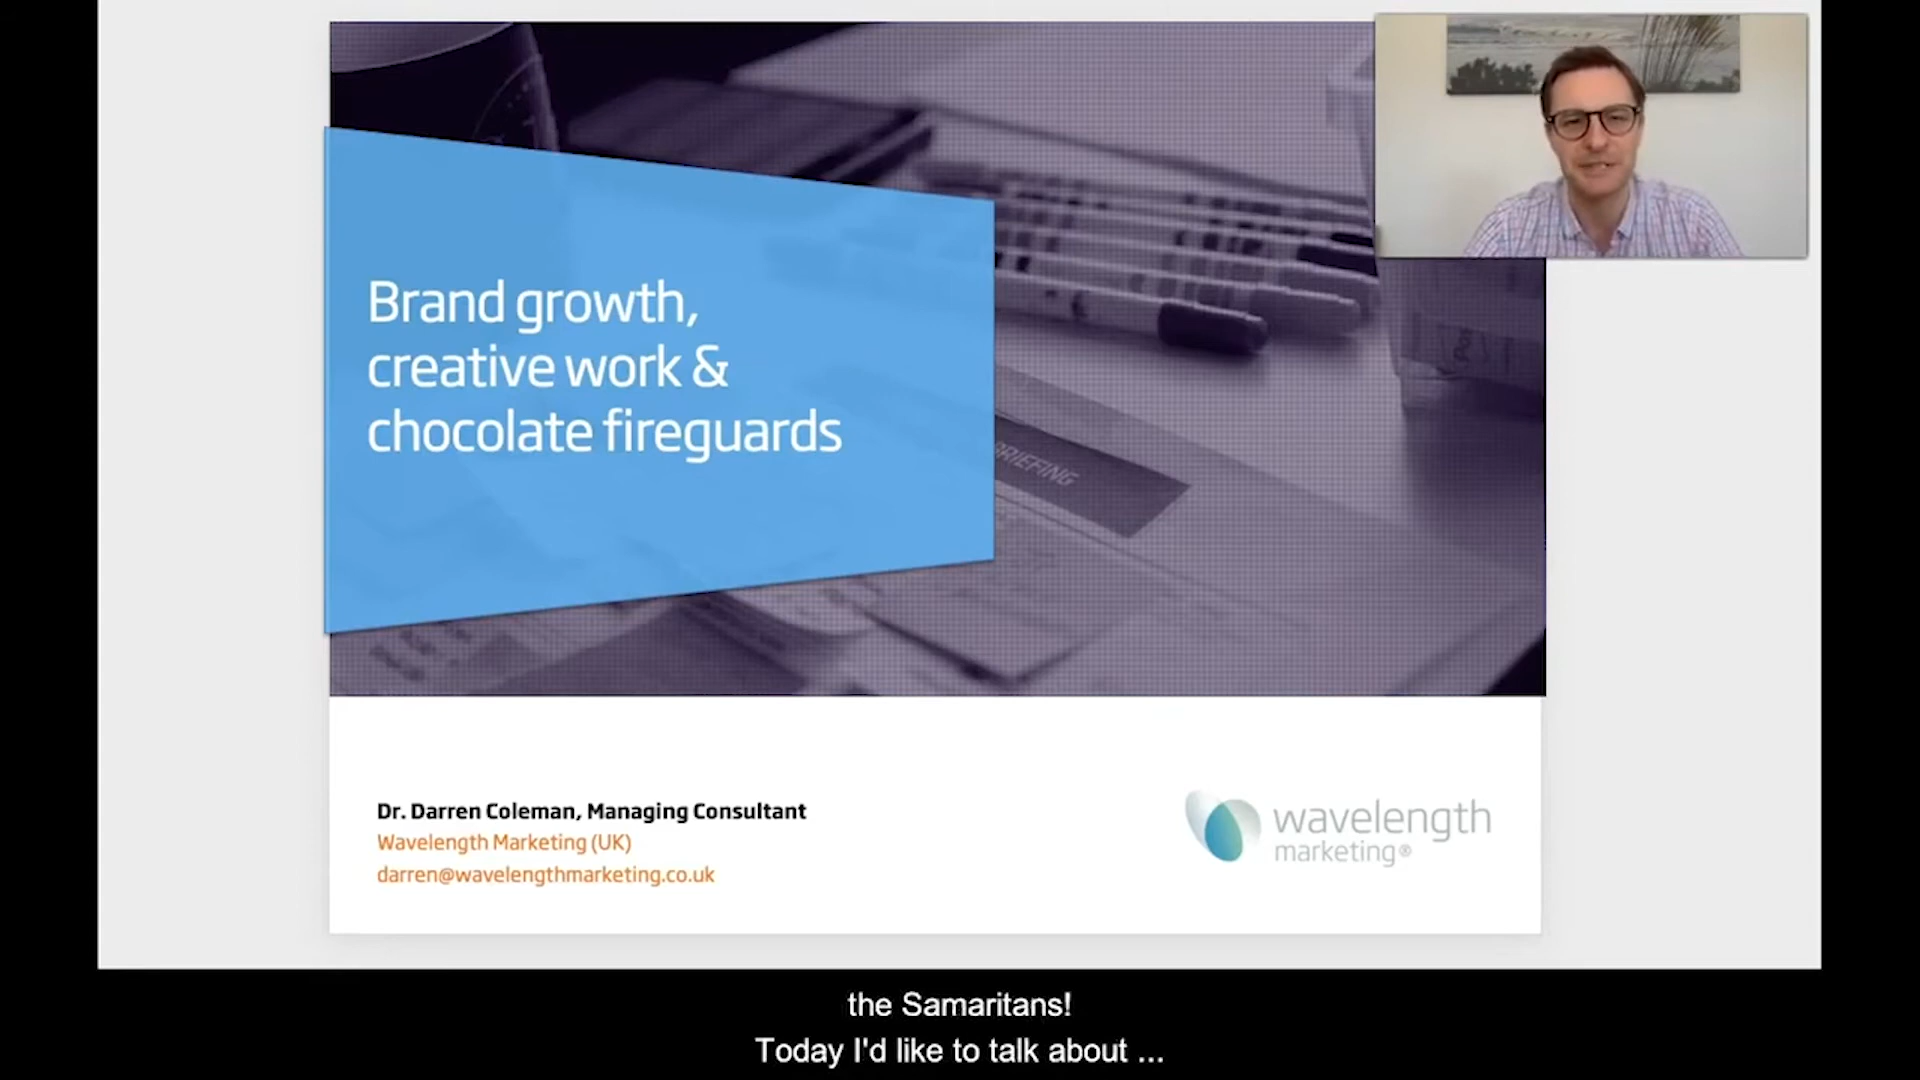 Brand growth,
creative work &
chocolate fireguards
BRIEFING
Dr. Darren Coleman, Managing Consultant
Wavelength Marketing (UK)
darren@wavelengthmarketing.co.uk
wavelength
marketing®
the Samaritans!
Today I'd like to talk about ...